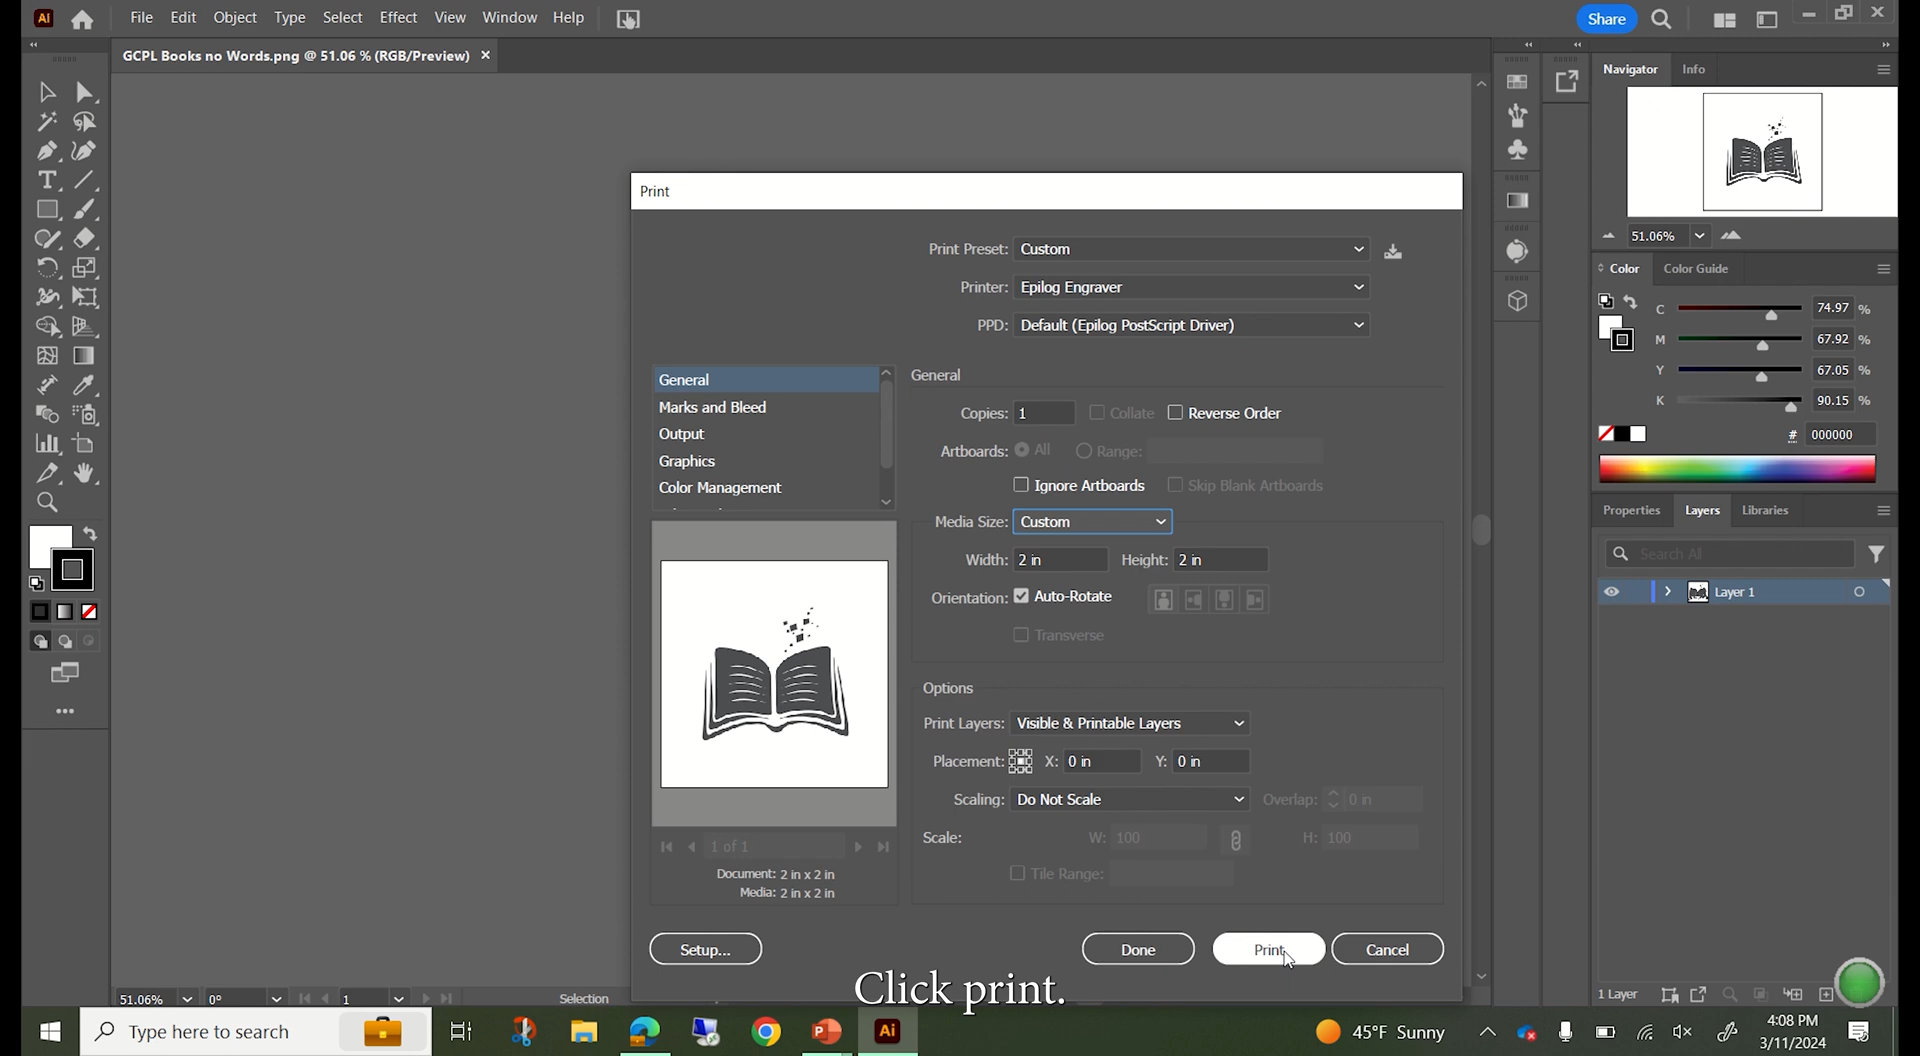 Ai
File Edit Object Type Select Effect View Window Help
Share
GCPL Books no Words.png @ 51.06 % (RGB/Preview) ×
Navigator Info
51.06%
Color Color Guide
C 74.97 %
M 67.92 %
Y 67.05 %
K 90.15 %
# 000000
Properties Layers Libraries
Search All
Layer 1
1 Layer
Print
Print Preset: Custom
Printer: Epilog Engraver
PPD: Default (Epilog PostScript Driver)
General
Marks and Bleed
Output
Graphics
Color Management
General
Copies: 1 Collate Reverse Order
Artboards: All Range:
Ignore Artboards Skip Blank Artboards
Media Size: Custom
Width: 2 in Height: 2 in
Orientation: Auto-Rotate
Transverse
Options
Print Layers: Visible & Printable Layers
Placement: X: 0 in Y: 0 in
Scaling: Do Not Scale Overlap: 0 in
Scale: W: 100 H: 100
Tile Range:
1 of 1
Document: 2 in x 2 in
Media: 2 in x 2 in
Setup... Done Print Cancel
Click print.
51.06% 0° 1 Selection
Type here to search
Ai
45°F Sunny
4:08 PM
3/11/2024